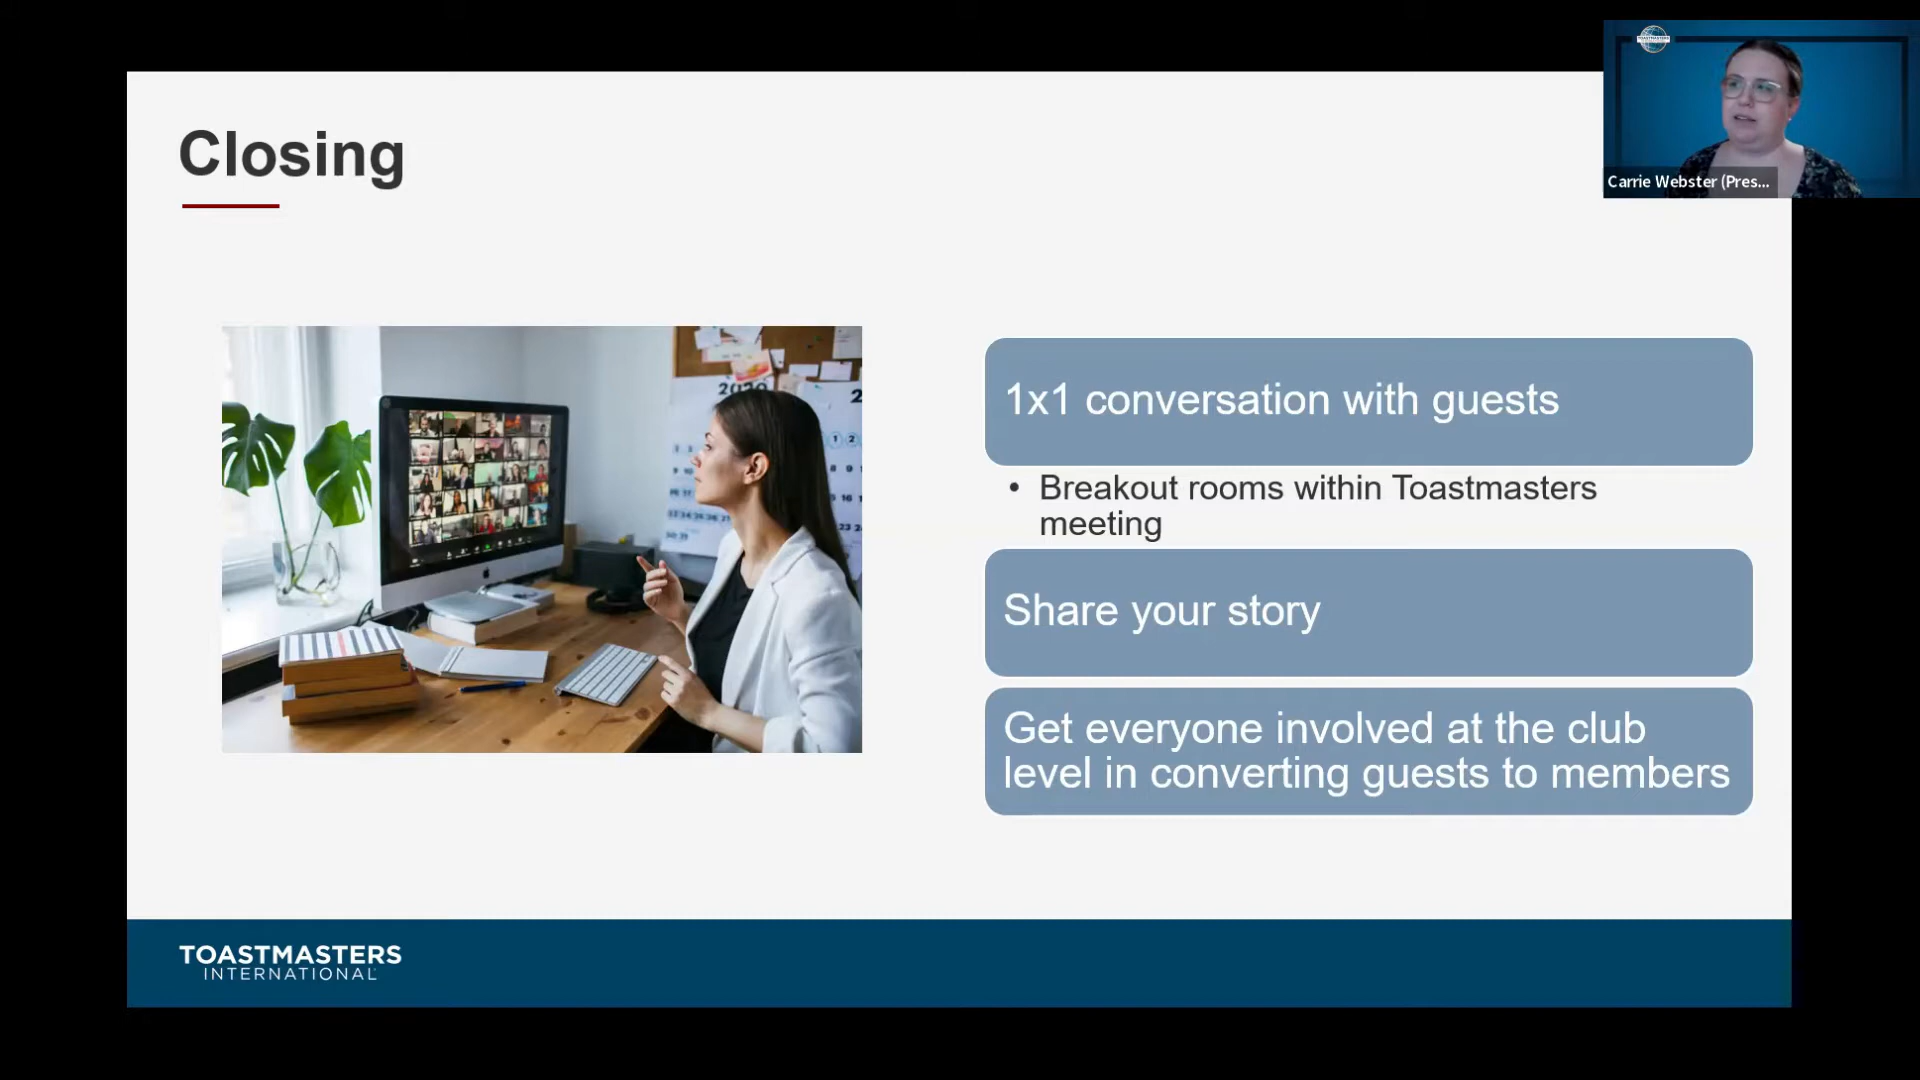 Closing
Carrie Webster (Pres...
1x1 conversation with guests
• Breakout rooms within Toastmasters
meeting
Share your story
Get everyone involved at the club
level in converting guests to members
TOASTMASTERS
INTERNATIONAL